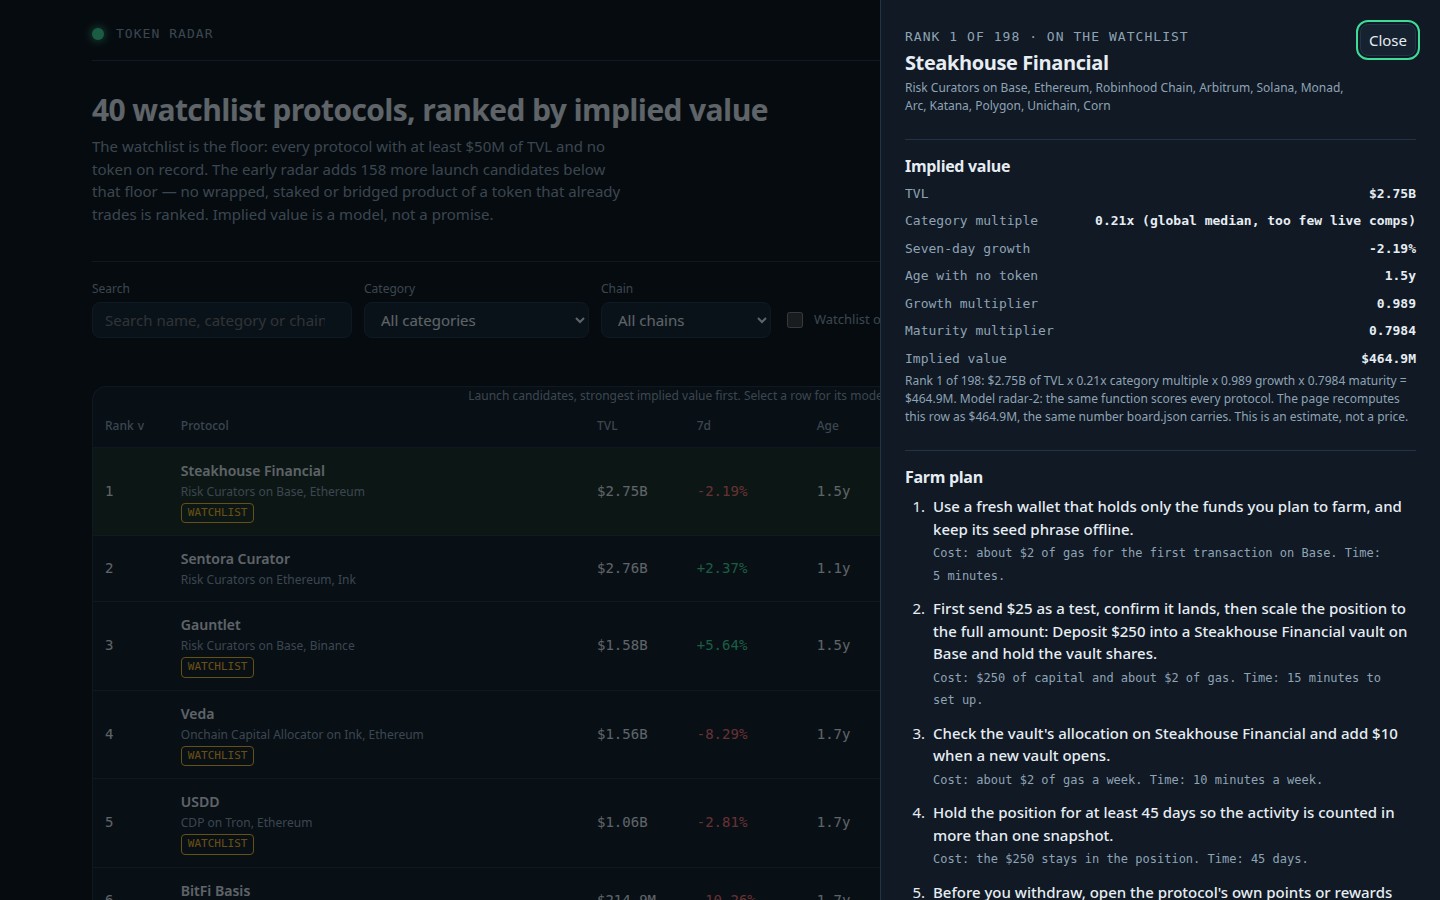 TOKEN RADAR
40 watchlist protocols, ranked by implied value
The watchlist is the floor: every protocol with at least $50M of TVL and no
token on record. The early radar adds 158 more launch candidates below
that floor — no wrapped, staked or bridged product of a token that already
trades is ranked. Implied value is a model, not a promise.
Search
Category
Chain
Search name, category or chain
All categories
All chains
Watchlist o
Launch candidates, strongest implied value first. Select a row for its mode
Rank v
Protocol
TVL
7d
Age
1
Steakhouse Financial
Risk Curators on Base, Ethereum
WATCHLIST
$2.75B
-2.19%
1.5y
2
Sentora Curator
Risk Curators on Ethereum, Ink
$2.76B
+2.37%
1.1y
3
Gauntlet
Risk Curators on Base, Binance
WATCHLIST
$1.58B
+5.64%
1.5y
4
Veda
Onchain Capital Allocator on Ink, Ethereum
WATCHLIST
$1.56B
-8.29%
1.7y
5
USDD
CDP on Tron, Ethereum
WATCHLIST
$1.06B
-2.81%
1.7y
BitFi Basis
RANK 1 OF 198 · ON THE WATCHLIST
Close
Steakhouse Financial
Risk Curators on Base, Ethereum, Robinhood Chain, Arbitrum, Solana, Monad,
Arc, Katana, Polygon, Unichain, Corn
Implied value
TVL $2.75B
Category multiple 0.21x (global median, too few live comps)
Seven-day growth -2.19%
Age with no token 1.5y
Growth multiplier 0.989
Maturity multiplier 0.7984
Implied value $464.9M
Rank 1 of 198: $2.75B of TVL x 0.21x category multiple x 0.989 growth x 0.7984 maturity =
$464.9M. Model radar-2: the same function scores every protocol. The page recomputes
this row as $464.9M, the same number board.json carries. This is an estimate, not a price.
Farm plan
1. Use a fresh wallet that holds only the funds you plan to farm, and
keep its seed phrase offline.
Cost: about $2 of gas for the first transaction on Base. Time:
5 minutes.
2. First send $25 as a test, confirm it lands, then scale the position to
the full amount: Deposit $250 into a Steakhouse Financial vault on
Base and hold the vault shares.
Cost: $250 of capital and about $2 of gas. Time: 15 minutes to
set up.
3. Check the vault's allocation on Steakhouse Financial and add $10
when a new vault opens.
Cost: about $2 of gas a week. Time: 10 minutes a week.
4. Hold the position for at least 45 days so the activity is counted in
more than one snapshot.
Cost: the $250 stays in the position. Time: 45 days.
5. Before you withdraw, open the protocol's own points or rewards